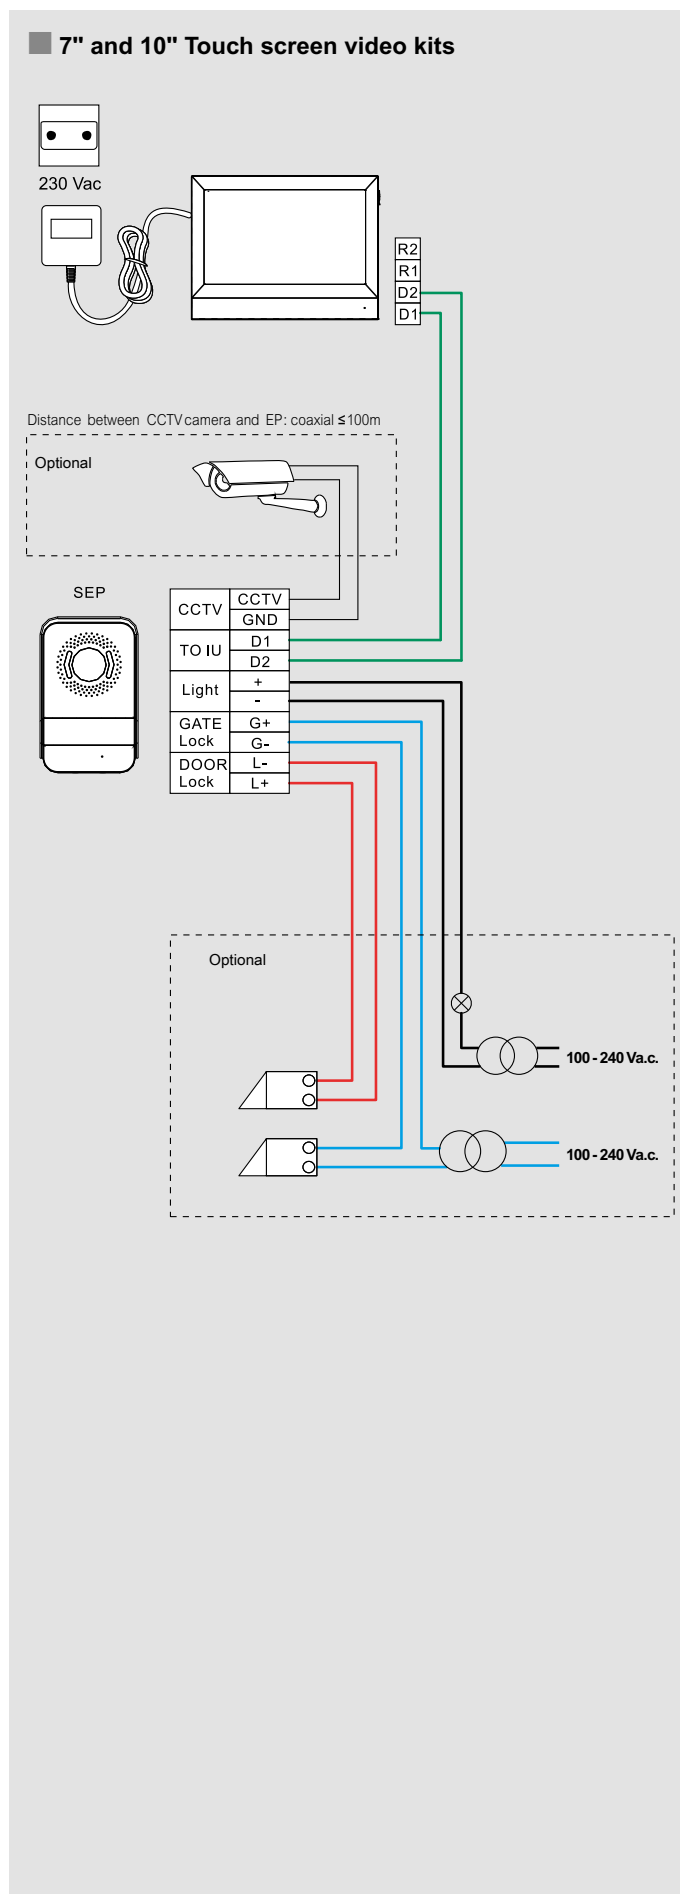 7" and 10" Touch screen video kits
230 Vac
R2
R1
D2
D1
Distance between CCTV camera and EP: coaxial ≤100m
Optional
SEP
CCTV
CCTV
GND
TO IU
D1
D2
Light
+
-
GATE
Lock
G+
G-
DOOR
Lock
L-
L+
Optional
100 - 240 Va.c.
100 - 240 Va.c.